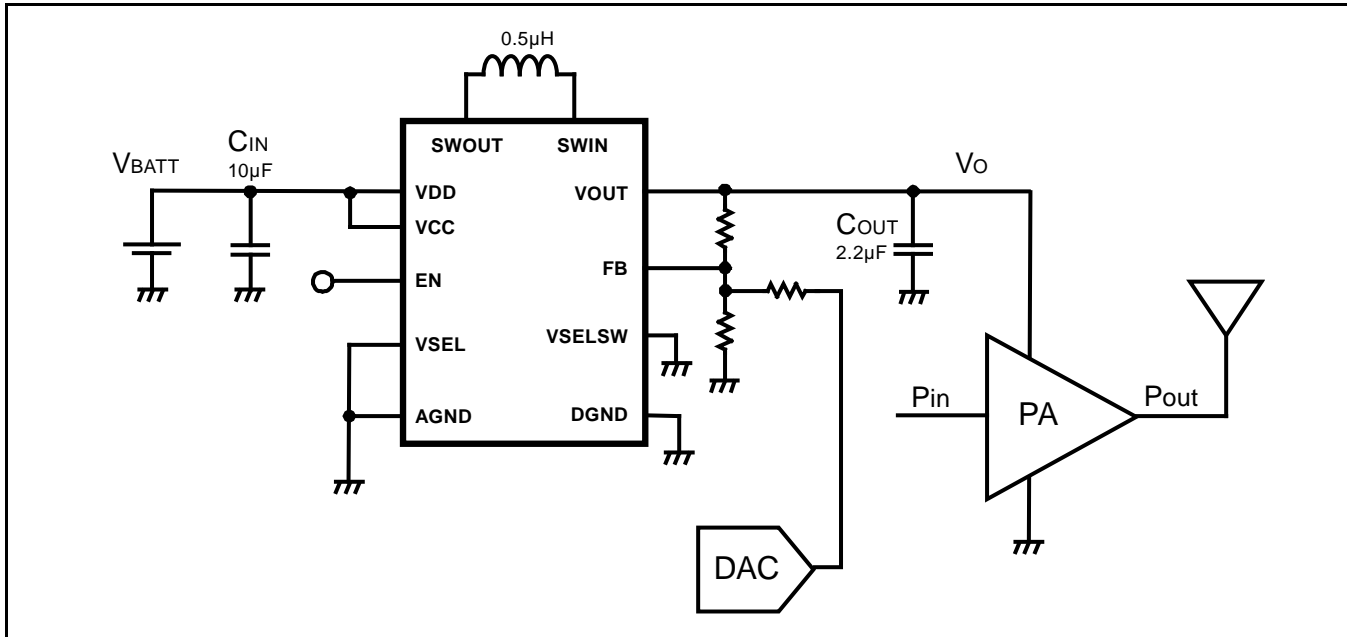 0.5µH
SWOUT SWIN
VBATT
CIN
10µF
VDD
VCC
EN
VSEL
AGND
VOUT
FB
VSELSW
DGND
VO
COUT
2.2µF
Pin
PA
Pout
DAC